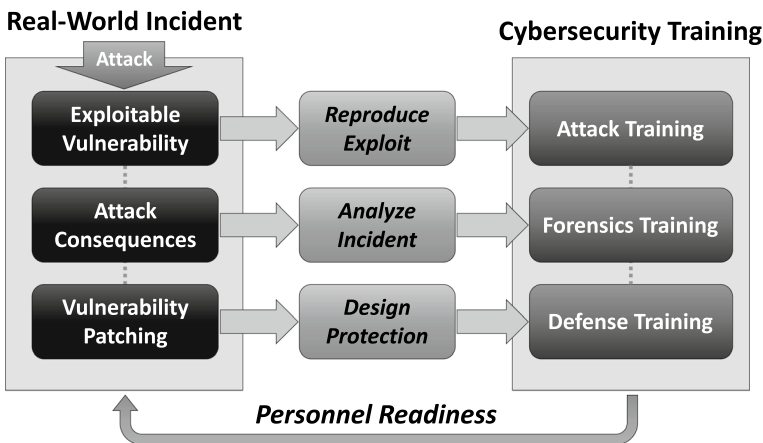 Real-World Incident
Cybersecurity Training
Attack
Exploitable
Vulnerability
Reproduce
Exploit
Attack Training
Attack
Consequences
Analyze
Incident
Forensics Training
Vulnerability
Patching
Design
Protection
Defense Training
Personnel Readiness